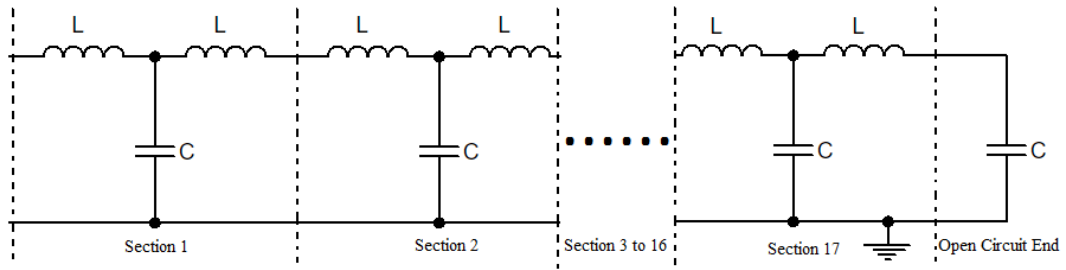 L L L L L L
C C C C
Section 1 Section 2 Section 3 to 16 Section 17 Open Circuit End